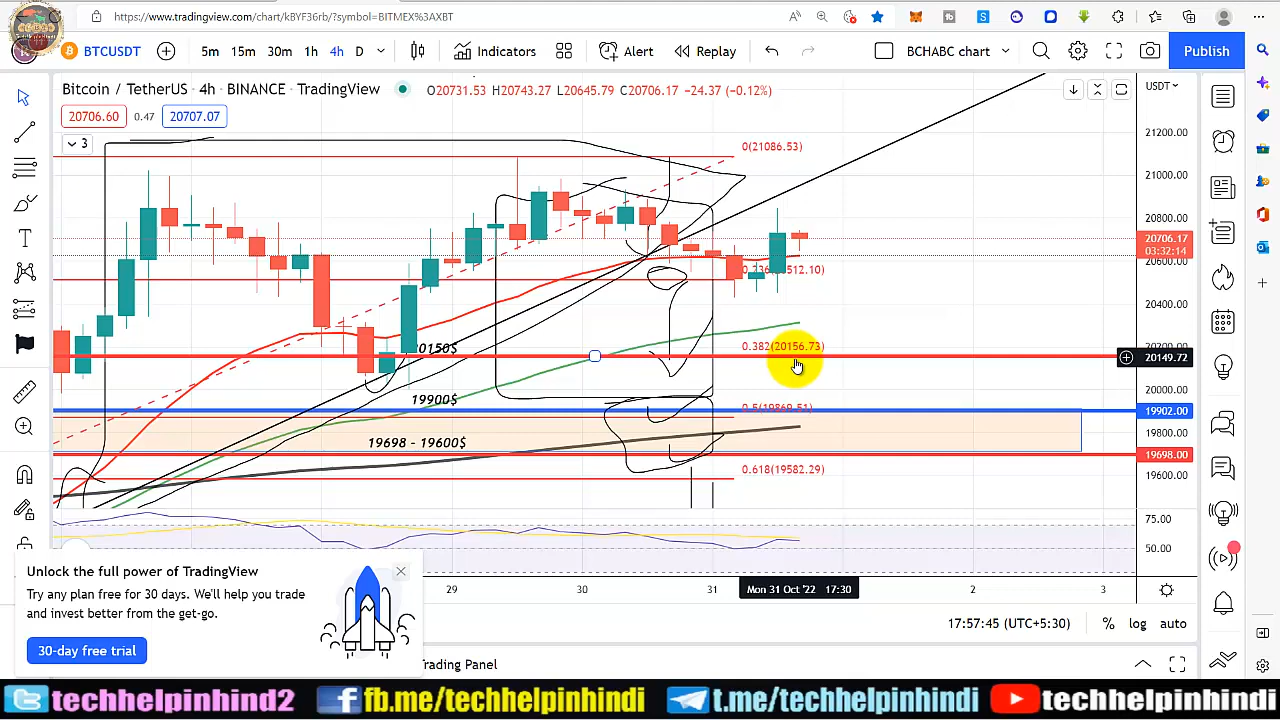 https://www.tradingview.com/chart/kBYF36rb/?symbol=BITMEX%3AXBT
BTCUSDT 5m 15m 30m 1h 4h D Indicators Alert Replay BCHABC chart Publish
Bitcoin / TetherUS · 4h · BINANCE · TradingView O20731.53 H20743.27 L20645.79 C20706.17 −24.37 (−0.12%) USDT
20706.60 0.47 20707.07
3
21200.00
0(21086.53)
21000.00
20800.00
20706.17
03:32:14
20600.00
20400.00
0.382(20156.73)
20149.72
20000.00
19900$
19902.00
19800.00
19698 - 19600$
19698.00
0.618(19582.29)
19600.00
75.00
50.00
29 30 31 Mon 31 Oct '22 17:30 2 3
17:57:45 (UTC+5:30) % log auto
Unlock the full power of TradingView
Try any plan free for 30 days. We'll help you trade
and invest better from the get-go.
30-day free trial
rading Panel
techhelpinhind2 fb.me/techhelpinhindi t.me/techhelpinhindi techhelpinhindi